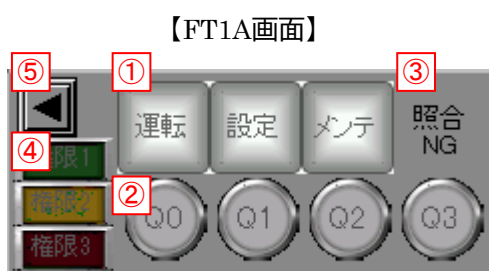 【FT1A画面】
⑤
①
③
運転
設定
メンテ
照合
NG
④
権限1
②
権限2
Q0
Q1
Q2
Q3
権限3